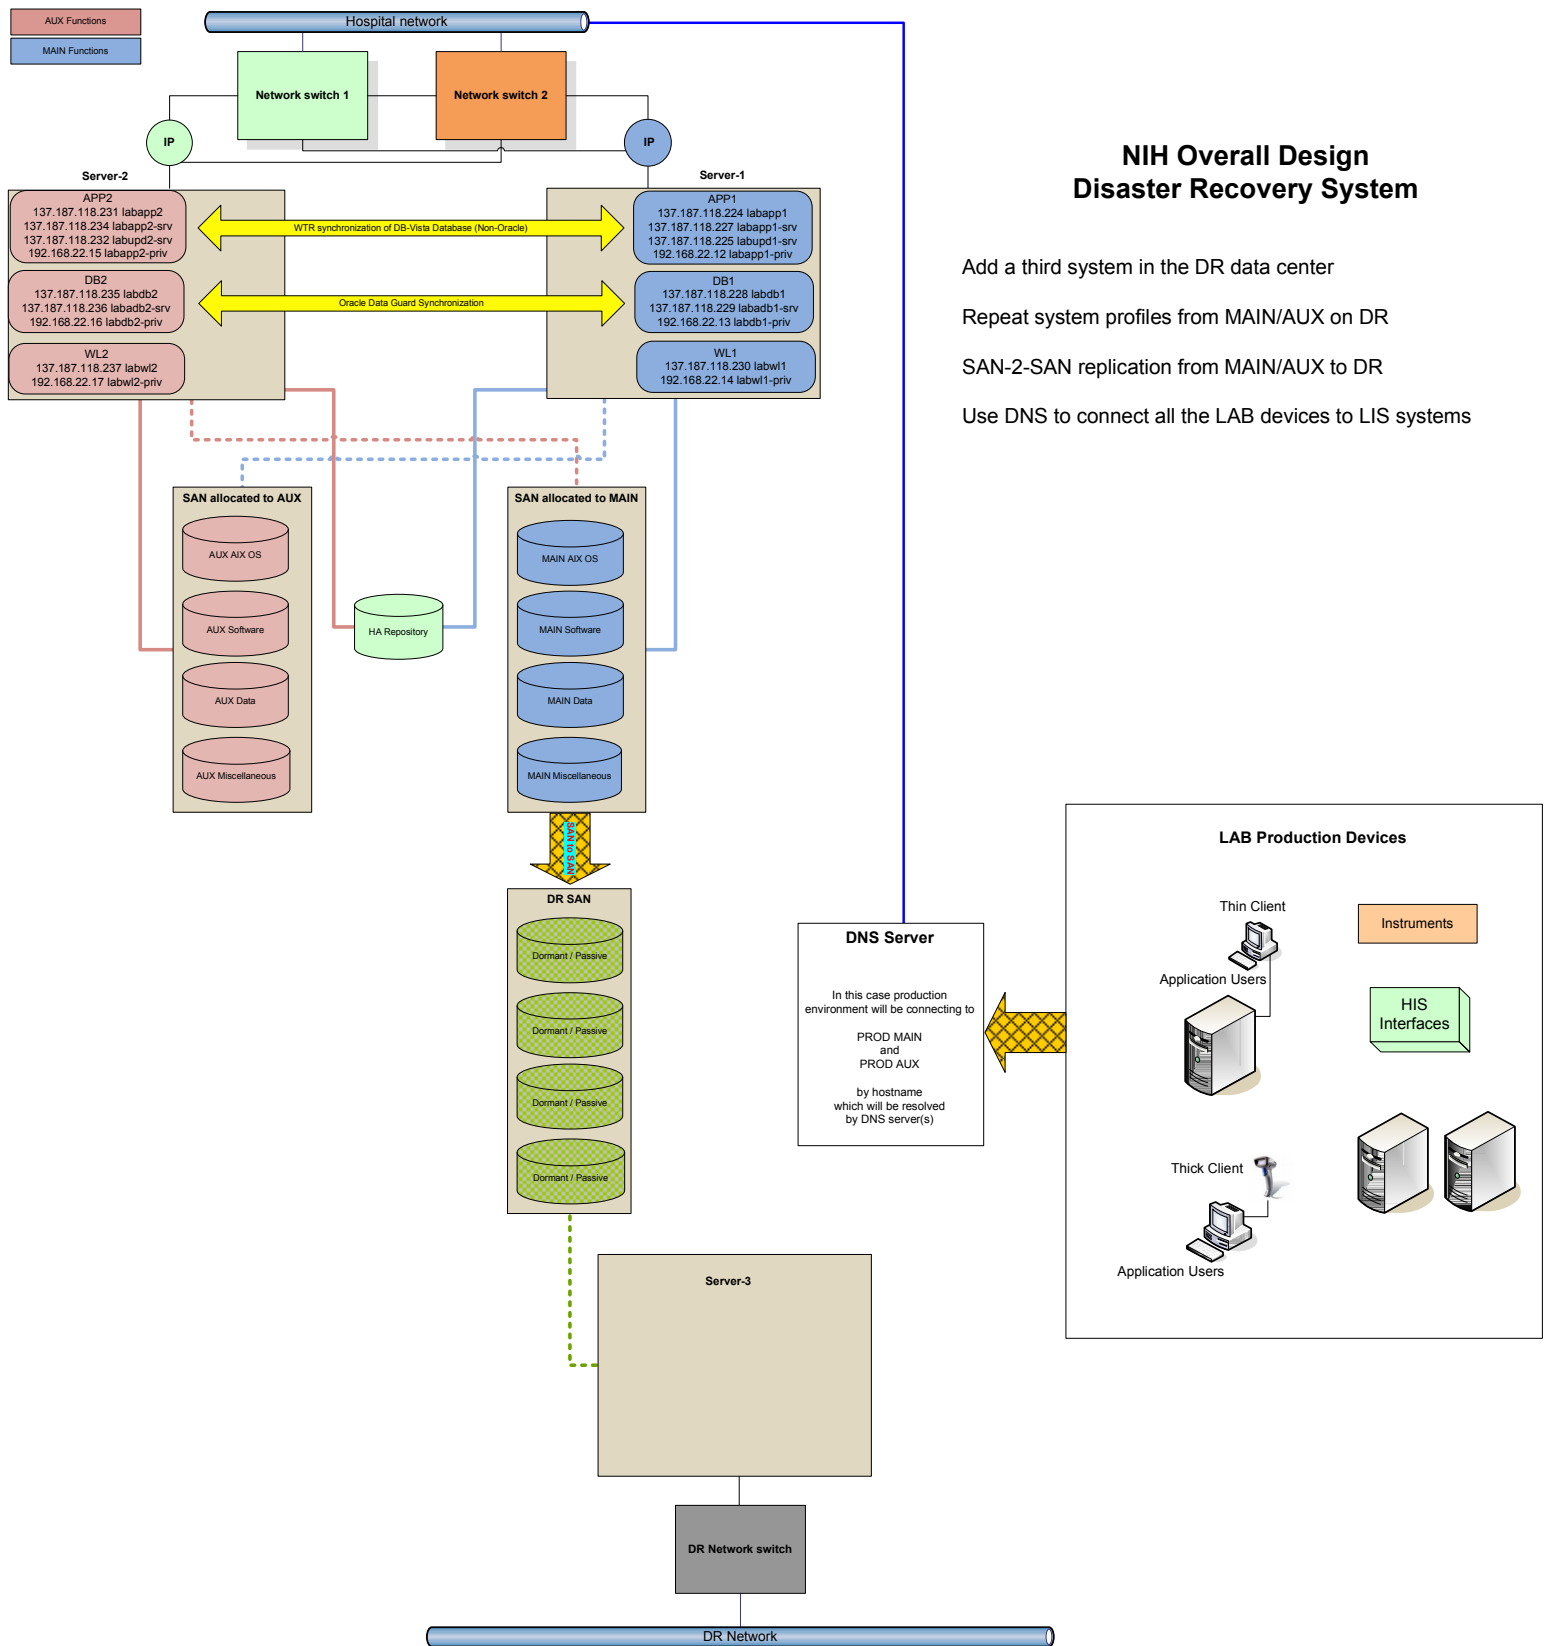 AUX Functions
MAIN Functions
Hospital network
Network switch 1
Network switch 2
IP
IP
Server-2
Server-1
NIH Overall Design
Disaster Recovery System
Add a third system in the DR data center
Repeat system profiles from MAIN/AUX on DR
SAN-2-SAN replication from MAIN/AUX to DR
Use DNS to connect all the LAB devices to LIS systems
APP2
137.187.118.231 labapp2
137.187.118.234 labapp2-srv
137.187.118.232 labupd2-srv
192.168.22.15 labapp2-priv
WTR synchronization of DB-Vista Database (Non-Oracle)
APP1
137.187.118.224 labapp1
137.187.118.227 labapp1-srv
137.187.118.225 labupd1-srv
192.168.22.12 labapp1-priv
DB2
137.187.118.235 labdb2
137.187.118.236 labadb2-srv
192.168.22.16 labdb2-priv
Oracle Data Guard Synchronization
DB1
137.187.118.228 labdb1
137.187.118.229 labadb1-srv
192.168.22.13 labdb1-priv
WL2
137.187.118.237 labwl2
192.168.22.17 labwl2-priv
WL1
137.187.118.230 labwl1
192.168.22.14 labwl1-priv
SAN allocated to AUX
AUX AIX OS
AUX Software
AUX Data
AUX Miscellaneous
HA Repository
SAN allocated to MAIN
MAIN AIX OS
MAIN Software
MAIN Data
MAIN Miscellaneous
SAN to SAN
DR SAN
Dormant / Passive
Dormant / Passive
Dormant / Passive
Dormant / Passive
DNS Server
In this case production
environment will be connecting to
PROD MAIN
and
PROD AUX
by hostname
which will be resolved
by DNS server(s)
LAB Production Devices
Thin Client
Application Users
Instruments
HIS
Interfaces
Thick Client
Application Users
Server-3
DR Network switch
DR Network